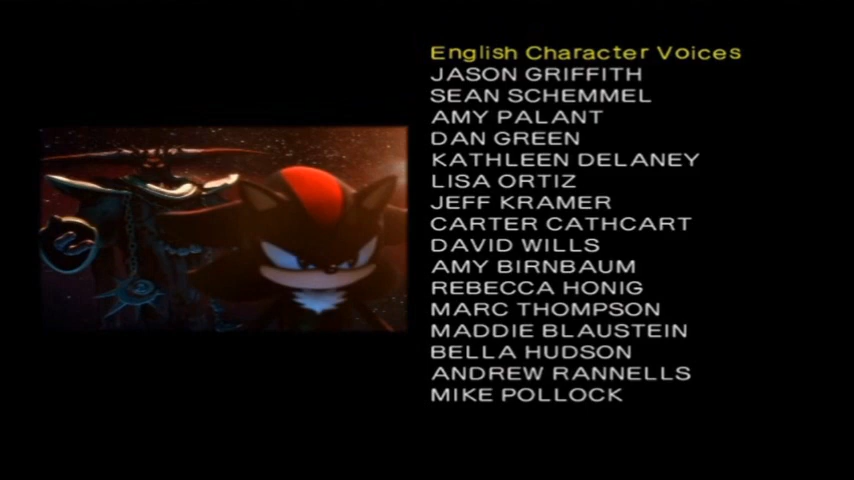 English Character Voices
JASON GRIFFITH
SEAN SCHEMMEL
AMY PALANT
DAN GREEN
KATHLEEN DELANEY
LISA ORTIZ
JEFF KRAMER
CARTER CATHCART
DAVID WILLS
AMY BIRNBAUM
REBECCA HONIG
MARC THOMPSON
MADDIE BLAUSTEIN
BELLA HUDSON
ANDREW RANNELLS
MIKE POLLOCK